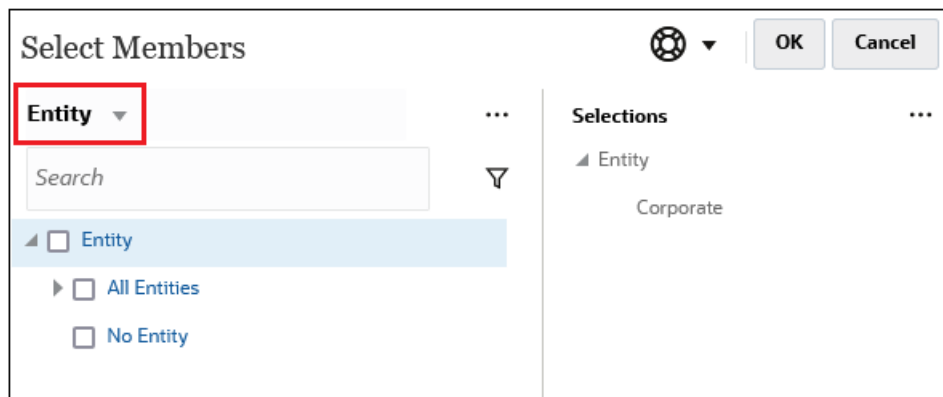 Select Members
OK
Cancel
Entity
Selections
Search
Entity
Corporate
Entity
All Entities
No Entity